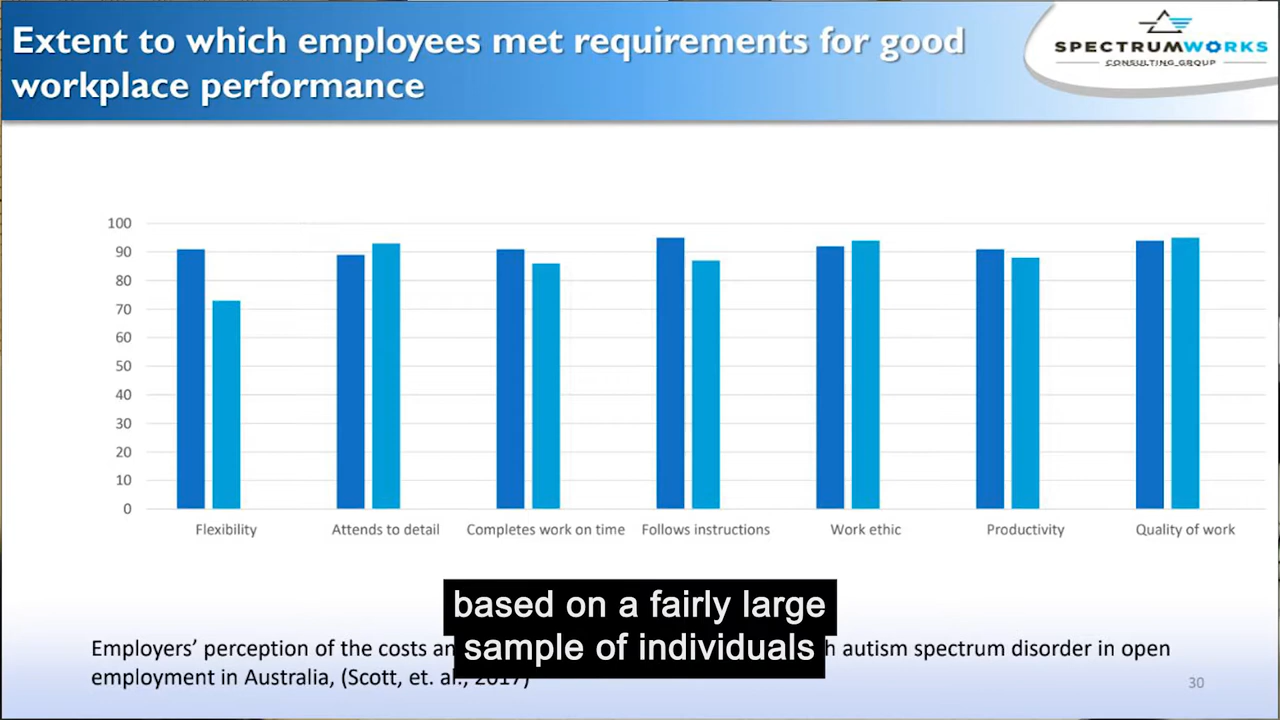 Extent to which employees met requirements for good
workplace performance
SPECTRUMWORKS
CONSULTING GROUP
100
90
80
70
60
50
40
30
20
10
0
Flexibility
Attends to detail
Completes work on time
Follows instructions
Work ethic
Productivity
Quality of work
based on a fairly large
sample of individuals
Employers' perception of the costs an h autism spectrum disorder in open
employment in Australia, (Scott, et. al., 2017)
30